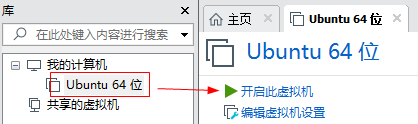 库
在此处键入内容进行搜索
我的计算机
Ubuntu 64 位
共享的虚拟机
主页
Ubuntu 64 位
Ubuntu 64 位
开启此虚拟机
编辑虚拟机设置